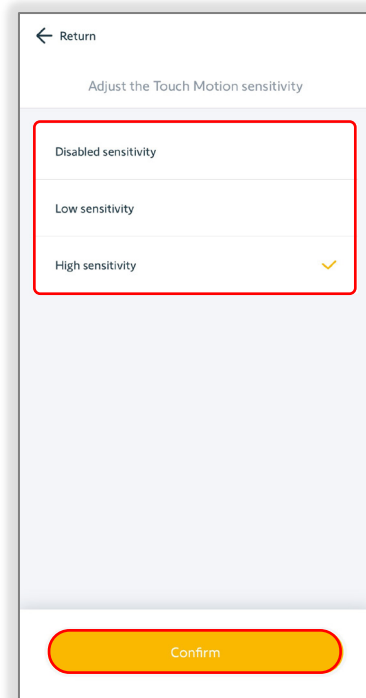 Return
Adjust the Touch Motion sensitivity
Disabled sensitivity
Low sensitivity
High sensitivity
Confirm